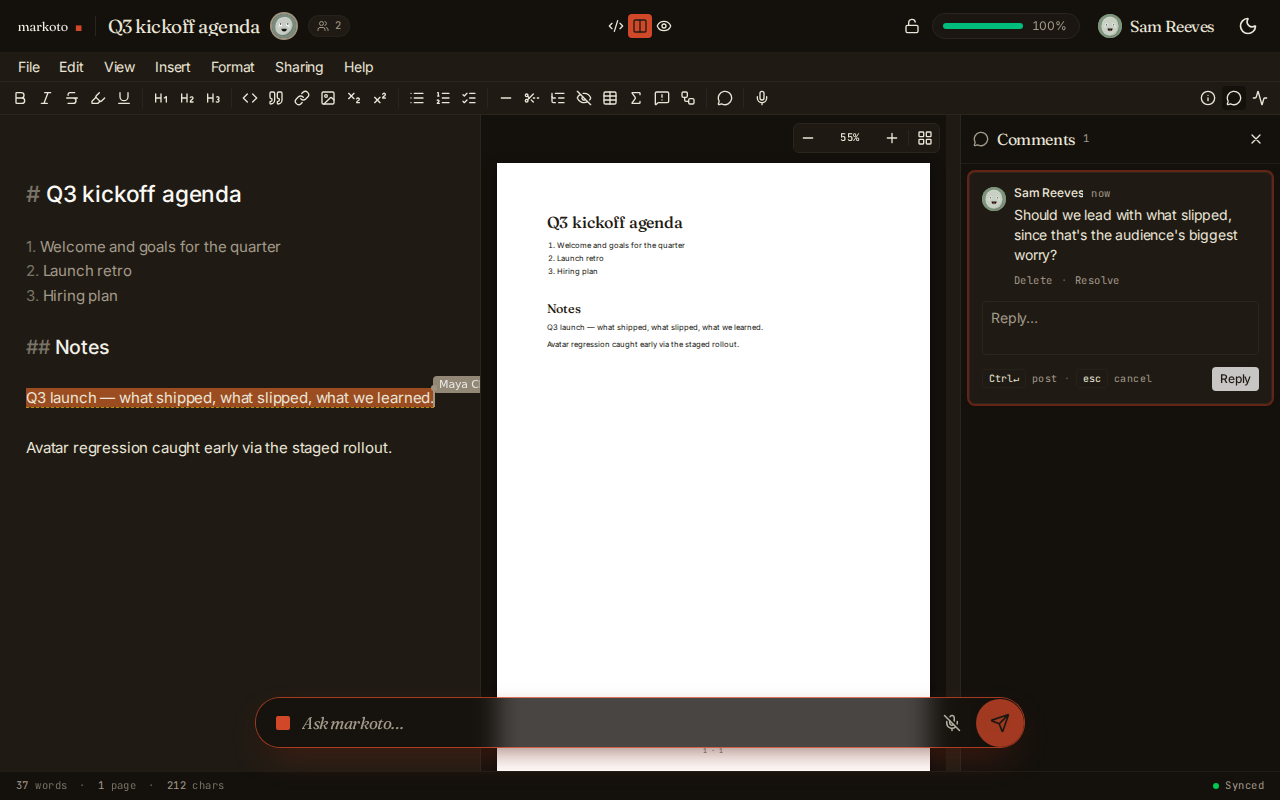 markoto
Q3 kickoff agenda
2
100%
Sam Reeves
File Edit View Insert Format Sharing Help
H1 H2 H3
55%
Comments 1
# Q3 kickoff agenda
1. Welcome and goals for the quarter
2. Launch retro
3. Hiring plan
## Notes
Maya C
Q3 launch — what shipped, what slipped, what we learned.
Avatar regression caught early via the staged rollout.
Q3 kickoff agenda
1. Welcome and goals for the quarter
2. Launch retro
3. Hiring plan
Notes
Q3 launch — what shipped, what slipped, what we learned.
Avatar regression caught early via the staged rollout.
1 · 1
Sam Reeves now
Should we lead with what slipped,
since that's the audience's biggest
worry?
Delete · Resolve
Reply...
Ctrl↵ post · esc cancel
Reply
Ask markoto...
37 words · 1 page · 212 chars
Synced